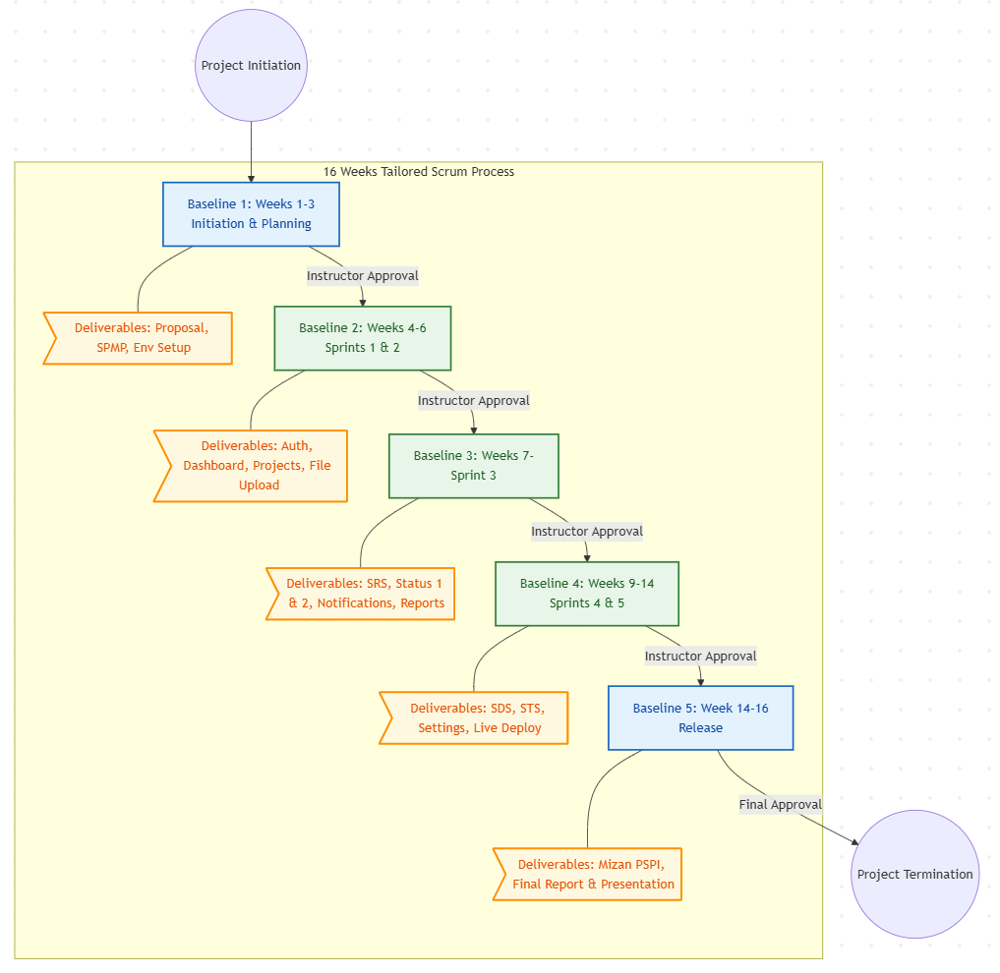 Project Initiation
16 Weeks Tailored Scrum Process
Baseline 1: Weeks 1-3
Initiation & Planning
Instructor Approval
Deliverables: Proposal,
SPMP, Env Setup
Baseline 2: Weeks 4-6
Sprints 1 & 2
Instructor Approval
Deliverables: Auth,
Dashboard, Projects, File
Upload
Baseline 3: Weeks 7-
Sprint 3
Instructor Approval
Deliverables: SRS, Status 1
& 2, Notifications, Reports
Baseline 4: Weeks 9-14
Sprints 4 & 5
Instructor Approval
Deliverables: SDS, STS,
Settings, Live Deploy
Baseline 5: Week 14-16
Release
Final Approval
Deliverables: Mizan PSPI,
Final Report & Presentation
Project Termination